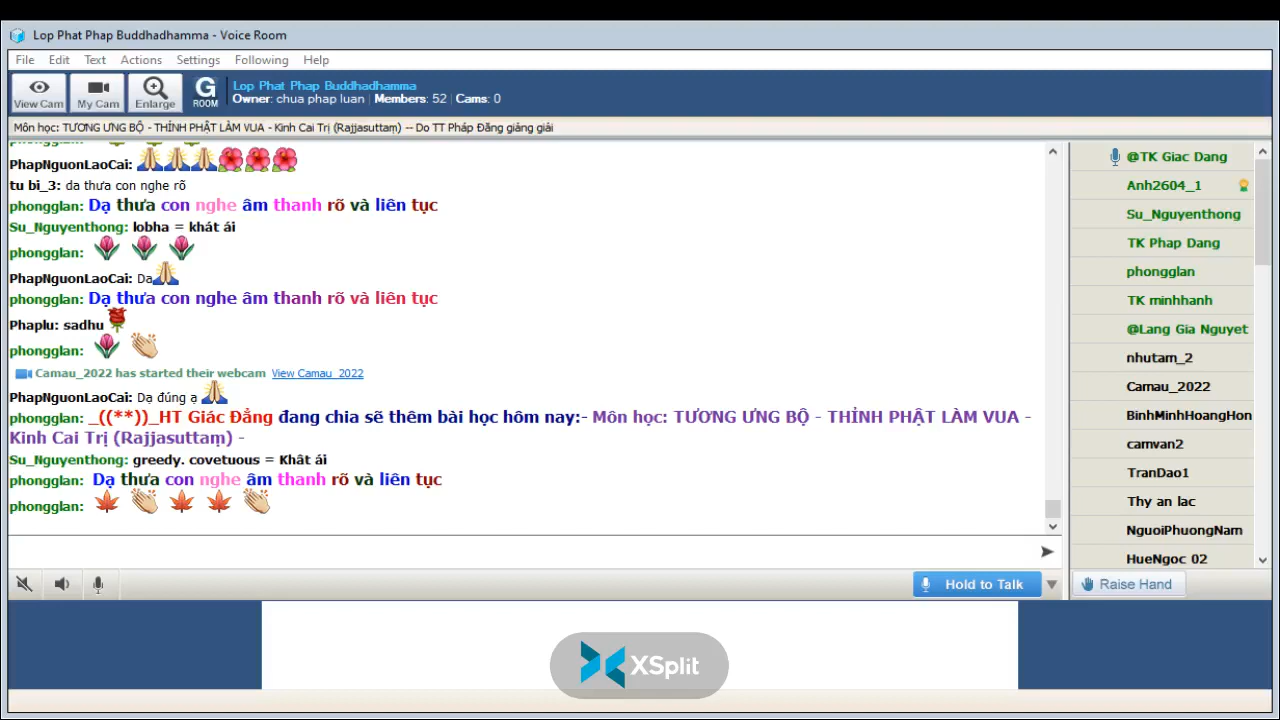 Lop Phat Phap Buddhadhamma - Voice Room
File Edit Text Actions Settings Following Help
View Cam My Cam Enlarge G ROOM
Lop Phat Phap Buddhadhamma
Owner: chua phap luan | Members: 52 | Cams: 0
Môn học: TƯƠNG ƯNG BỘ - THỈNH PHẬT LÀM VUA - Kinh Cai Trị (Rajjasuttaṃ) -- Do TT Pháp Đăng giảng giải
PhapNguonLaoCai:
tu bi_3: da thưa con nghe rõ
phongglan: Dạ thưa con nghe âm thanh rõ và liên tục
Su_Nguyenthong: lobha = khát ái
phongglan:
PhapNguonLaoCai: Da
phongglan: Dạ thưa con nghe âm thanh rõ và liên tục
Phaplu: sadhu
phongglan:
Camau_2022 has started their webcam View Camau_2022
PhapNguonLaoCai: Dạ đúng ạ
phongglan: _((**))_HT Giác Đẳng đang chia sẽ thêm bài học hôm nay:- Môn học: TƯƠNG ƯNG BỘ - THỈNH PHẬT LÀM VUA -
Kinh Cai Trị (Rajjasuttaṃ) -
Su_Nguyenthong: greedy. covetuous = Khât ái
phongglan: Dạ thưa con nghe âm thanh rõ và liên tục
phongglan:
@TK Giac Dang
Anh2604_1
Su_Nguyenthong
TK Phap Dang
phongglan
TK minhhanh
@Lang Gia Nguyet
nhutam_2
Camau_2022
BinhMinhHoangHon
camvan2
TranDao1
Thy an lac
NguoiPhuongNam
HueNgoc 02
Hold to Talk
Raise Hand
XSplit